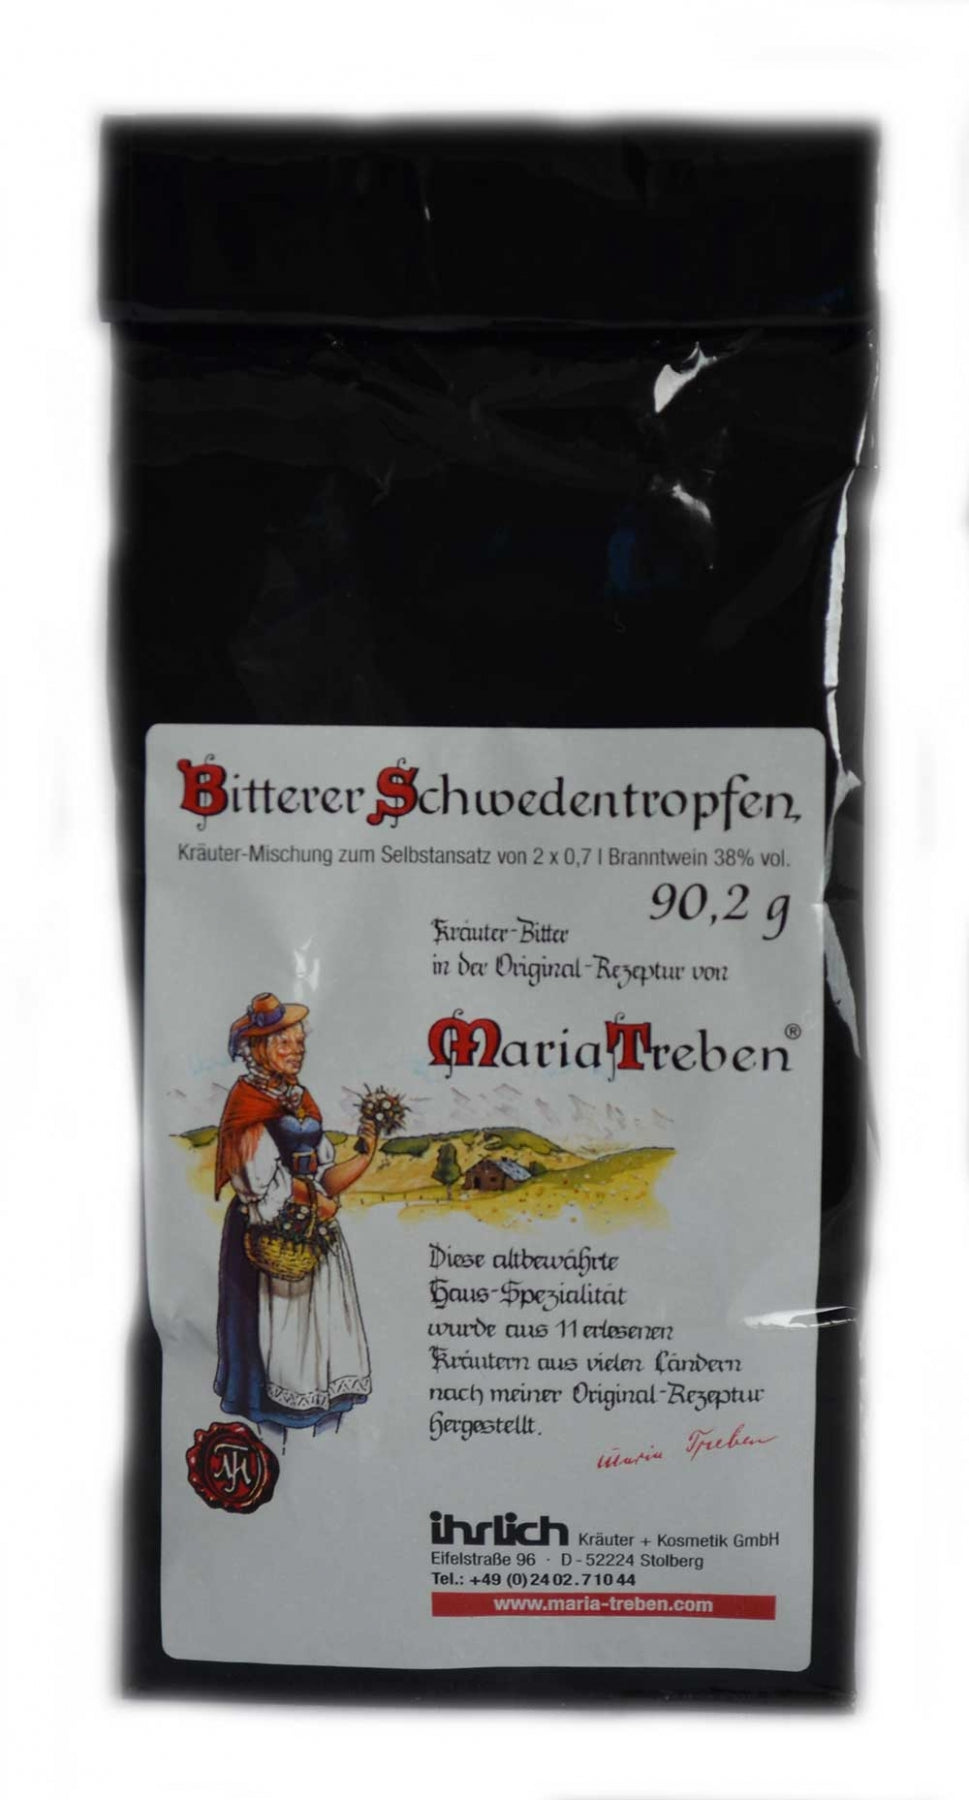 Bitterer Schwedentropfen,
Kräuter-Mischung zum Selbstansatz von 2 x 0,7 l Branntwein 38% vol.
90,2 g
Kräuter-Bitter
in der Original-Rezeptur von
Maria Treben®
Diese altbewährte
Haus-Spezialität
wurde aus 11 erlesenen
Kräutern aus vielen Ländern
nach meiner Original-Rezeptur
hergestellt.
Maria Treben
ihrlich Kräuter + Kosmetik GmbH
Eifelstraße 96 · D - 52224 Stolberg
Tel.: +49 (0) 24 02 . 7 10 44
www.maria-treben.com